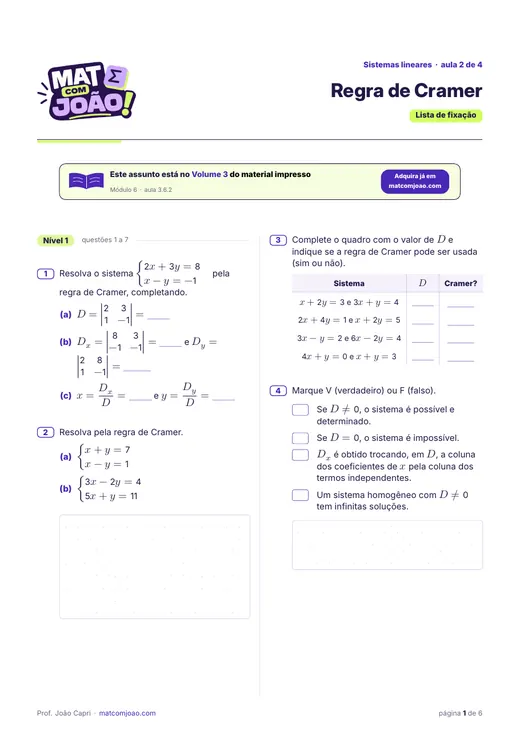 MAT
COM
JOÃO!
Sistemas lineares · aula 2 de 4
Regra de Cramer
Lista de fixação
Este assunto está no Volume 3 do material impresso
Módulo 6 · aula 3.6.2
Adquira já em
matcomjoao.com
Nível 1 questões 1 a 7
1 Resolva o sistema { 2x + 3y = 8
x − y = −1 pela
regra de Cramer, completando.
(a) D = |2 3
1 −1| = ____
(b) Dx = |8 3
−1 −1| = ____ e Dy =
|2 8
1 −1| = ____
(c) x = Dx/D = ____ e y = Dy/D = ____
2 Resolva pela regra de Cramer.
(a) { x + y = 7
x − y = 1
(b) { 3x − 2y = 4
5x + y = 11
3 Complete o quadro com o valor de D e
indique se a regra de Cramer pode ser usada
(sim ou não).
Sistema D Cramer?
x + 2y = 3 e 3x + y = 4 ____ ____
2x + 4y = 1 e x + 2y = 5 ____ ____
3x − y = 2 e 6x − 2y = 4 ____ ____
4x + y = 0 e x + y = 3 ____ ____
4 Marque V (verdadeiro) ou F (falso).
Se D ≠ 0, o sistema é possível e
determinado.
Se D = 0, o sistema é impossível.
Dx é obtido trocando, em D, a coluna
dos coeficientes de x pela coluna dos
termos independentes.
Um sistema homogêneo com D ≠ 0
tem infinitas soluções.
Prof. João Capri · matcomjoao.com
página 1 de 6